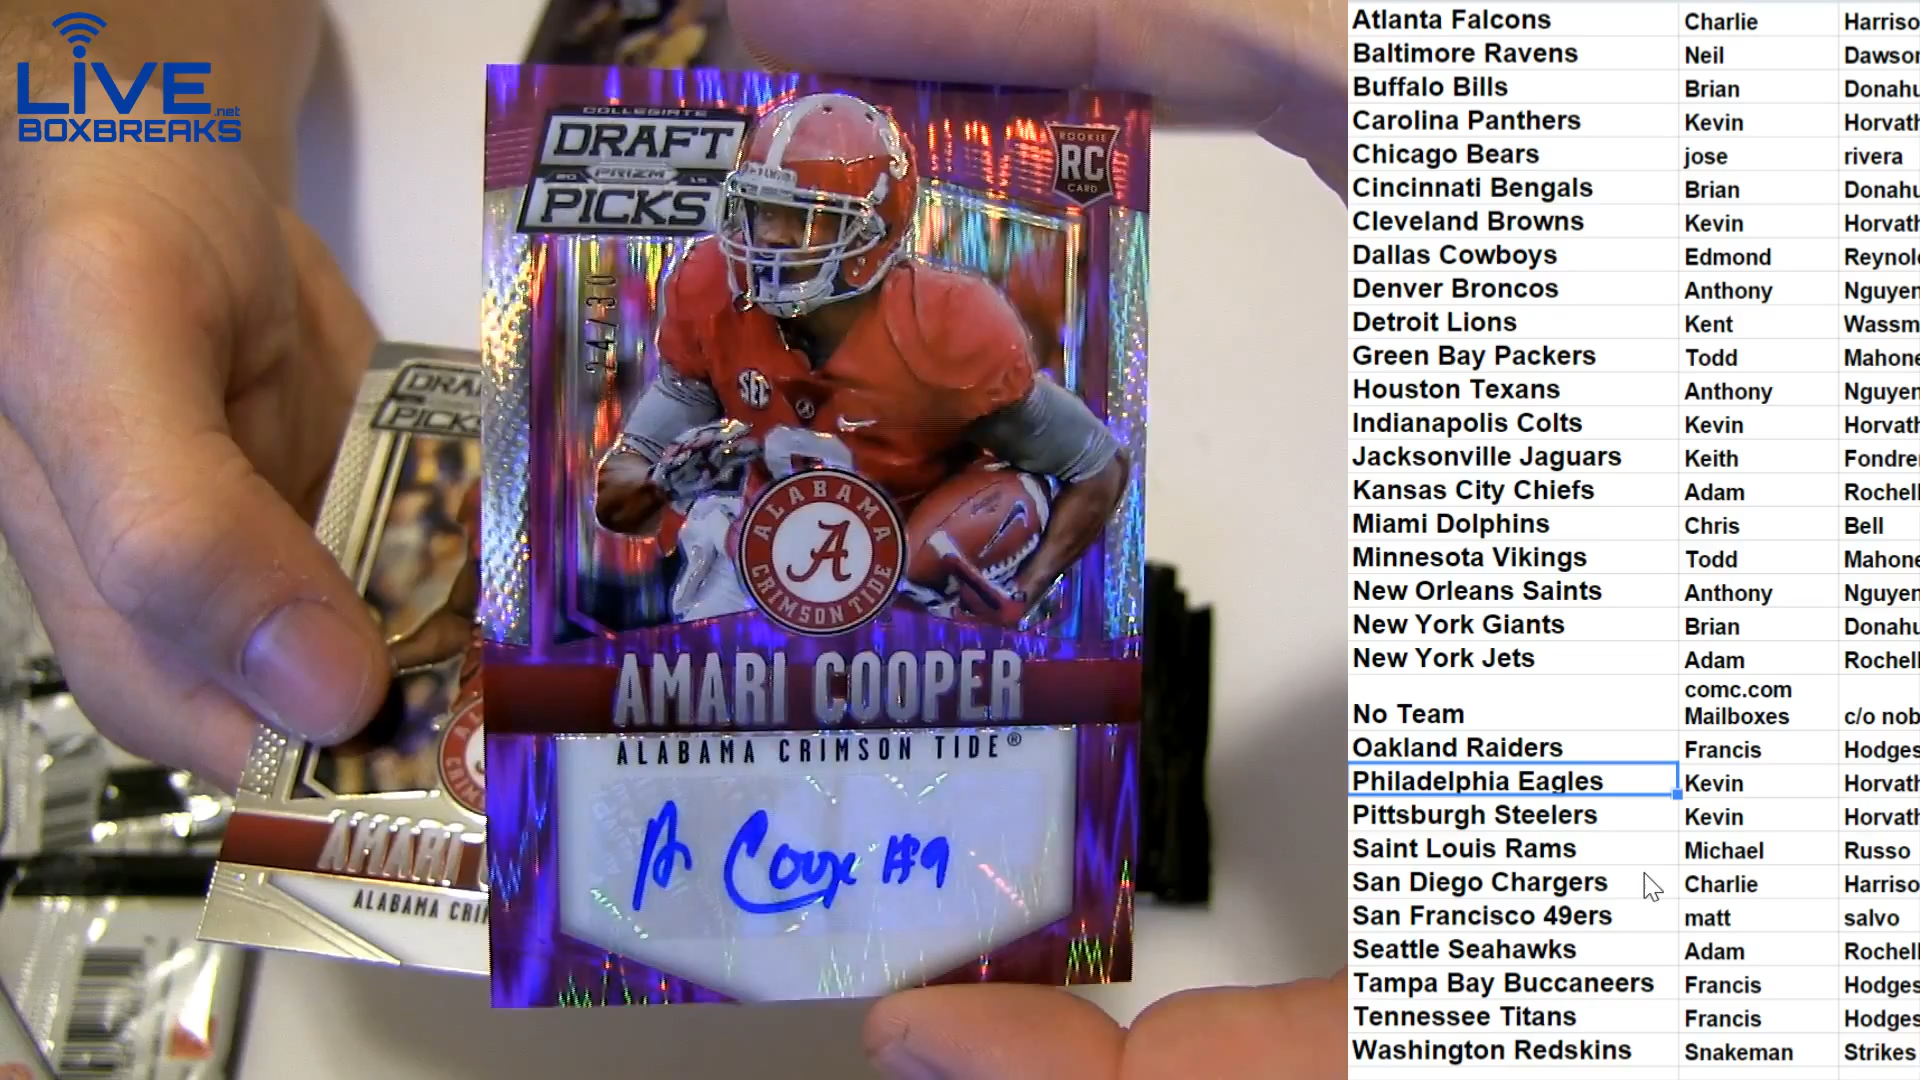 LiVE.net
BOXBREAKS
COLLEGIATE
DRAFT
20 PRIZM 15
PICKS
ROOKIE
RC
CARD
24/30
SEC
ALABAMA
A
CRIMSON TIDE
AMARI COOPER
ALABAMA CRIMSON TIDE®
A Coop #9
DRA
PICK
AMARI
ALABAMA CRI
Atlanta Falcons Charlie Harriso
Baltimore Ravens Neil Dawson
Buffalo Bills Brian Donahu
Carolina Panthers Kevin Horvath
Chicago Bears jose rivera
Cincinnati Bengals Brian Donahu
Cleveland Browns Kevin Horvath
Dallas Cowboys Edmond Reynol
Denver Broncos Anthony Nguyen
Detroit Lions Kent Wassm
Green Bay Packers Todd Mahone
Houston Texans Anthony Nguyen
Indianapolis Colts Kevin Horvath
Jacksonville Jaguars Keith Fondre
Kansas City Chiefs Adam Rochell
Miami Dolphins Chris Bell
Minnesota Vikings Todd Mahone
New Orleans Saints Anthony Nguyen
New York Giants Brian Donahu
New York Jets Adam Rochell
No Team comc.com Mailboxes c/o nob
Oakland Raiders Francis Hodges
Philadelphia Eagles Kevin Horvath
Pittsburgh Steelers Kevin Horvath
Saint Louis Rams Michael Russo
San Diego Chargers Charlie Harriso
San Francisco 49ers matt salvo
Seattle Seahawks Adam Rochell
Tampa Bay Buccaneers Francis Hodges
Tennessee Titans Francis Hodges
Washington Redskins Snakeman Strikes